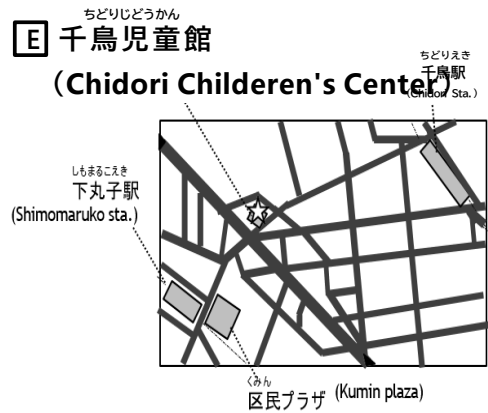 ちどりじどうかん
E 千鳥児童館
（Chidori Childeren's Center）
ちどりえき
千鳥駅
（Chidori Sta.）
しもまるこえき
下丸子駅
(Shimomaruko sta.)
くみん
区民プラザ (Kumin plaza)